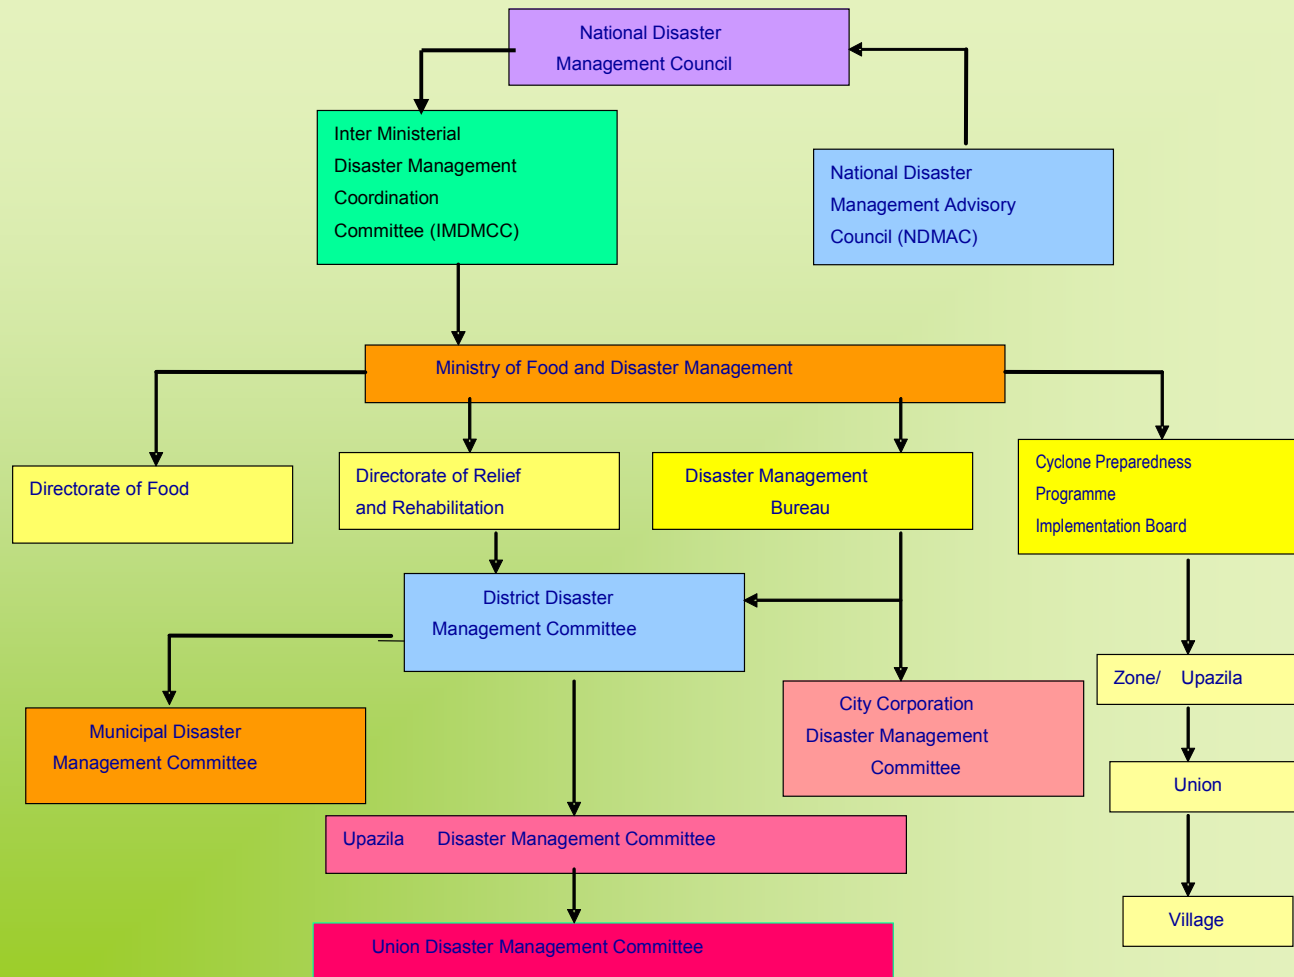 National Disaster
Management Council
Inter Ministerial
Disaster Management
Coordination
Committee (IMDMCC)
National Disaster
Management Advisory
Council (NDMAC)
Ministry of Food and Disaster Management
Directorate of Food
Directorate of Relief
and Rehabilitation
Disaster Management
Bureau
Cyclone Preparedness
Programme
Implementation Board
District Disaster
Management Committee
Municipal Disaster
Management Committee
City Corporation
Disaster Management
Committee
Zone/ Upazila
Union
Village
Upazila Disaster Management Committee
Union Disaster Management Committee